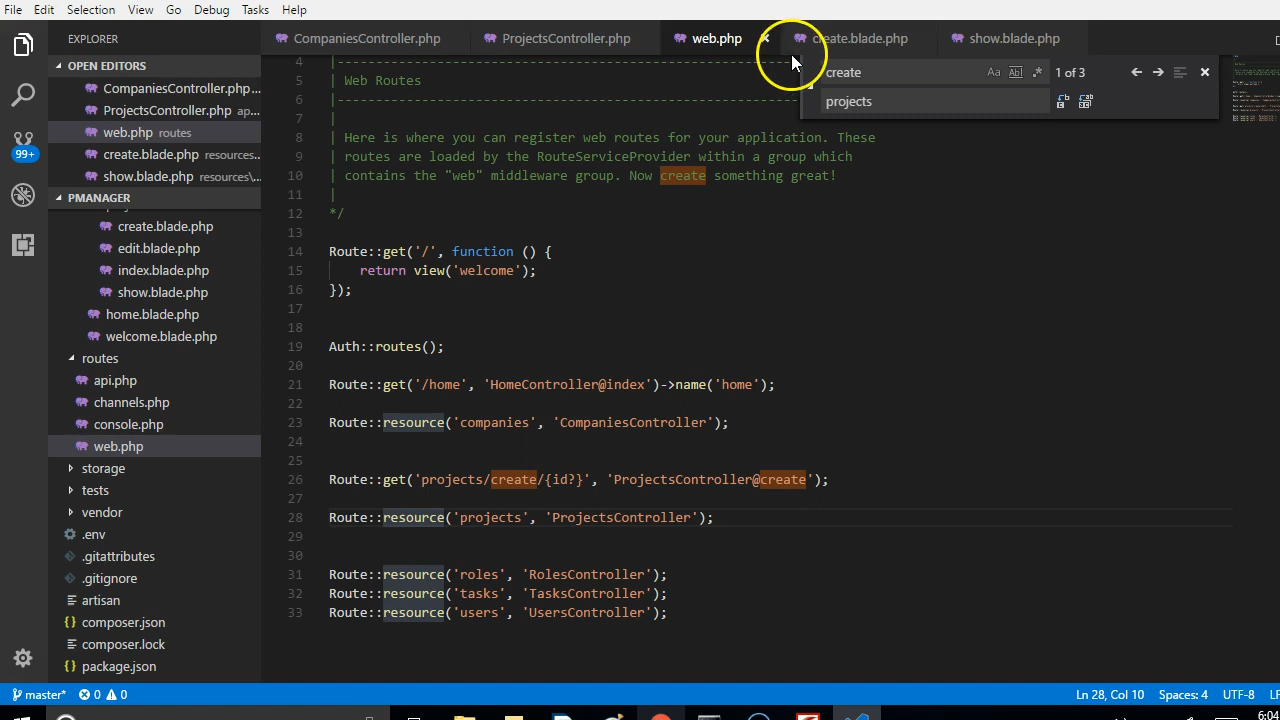 File Edit Selection View Go Debug Tasks Help
EXPLORER
OPEN EDITORS
CompaniesController.php...
ProjectsController.php ap...
web.php routes
create.blade.php resources...
show.blade.php resources\...
PMANAGER
create.blade.php
edit.blade.php
index.blade.php
show.blade.php
home.blade.php
welcome.blade.php
routes
api.php
channels.php
console.php
web.php
storage
tests
vendor
.env
.gitattributes
.gitignore
artisan
composer.json
composer.lock
package.json
99+
CompaniesController.php ProjectsController.php web.php create.blade.php show.blade.php
create Aa Ab| .* 1 of 3
projects
4 |--------------------------------------------------------------------------
5 | Web Routes
6 |--------------------------------------------------------------------------
7 |
8 | Here is where you can register web routes for your application. These
9 | routes are loaded by the RouteServiceProvider within a group which
10 | contains the "web" middleware group. Now create something great!
11 |
12 */
13
14 Route::get('/', function () {
15 return view('welcome');
16 });
17
18
19 Auth::routes();
20
21 Route::get('/home', 'HomeController@index')->name('home');
22
23 Route::resource('companies', 'CompaniesController');
24
25
26 Route::get('projects/create/{id?}', 'ProjectsController@create');
27
28 Route::resource('projects', 'ProjectsController');
29
30
31 Route::resource('roles', 'RolesController');
32 Route::resource('tasks', 'TasksController');
33 Route::resource('users', 'UsersController');
master* 0 0 Ln 28, Col 10 Spaces: 4 UTF-8 LF
6:04